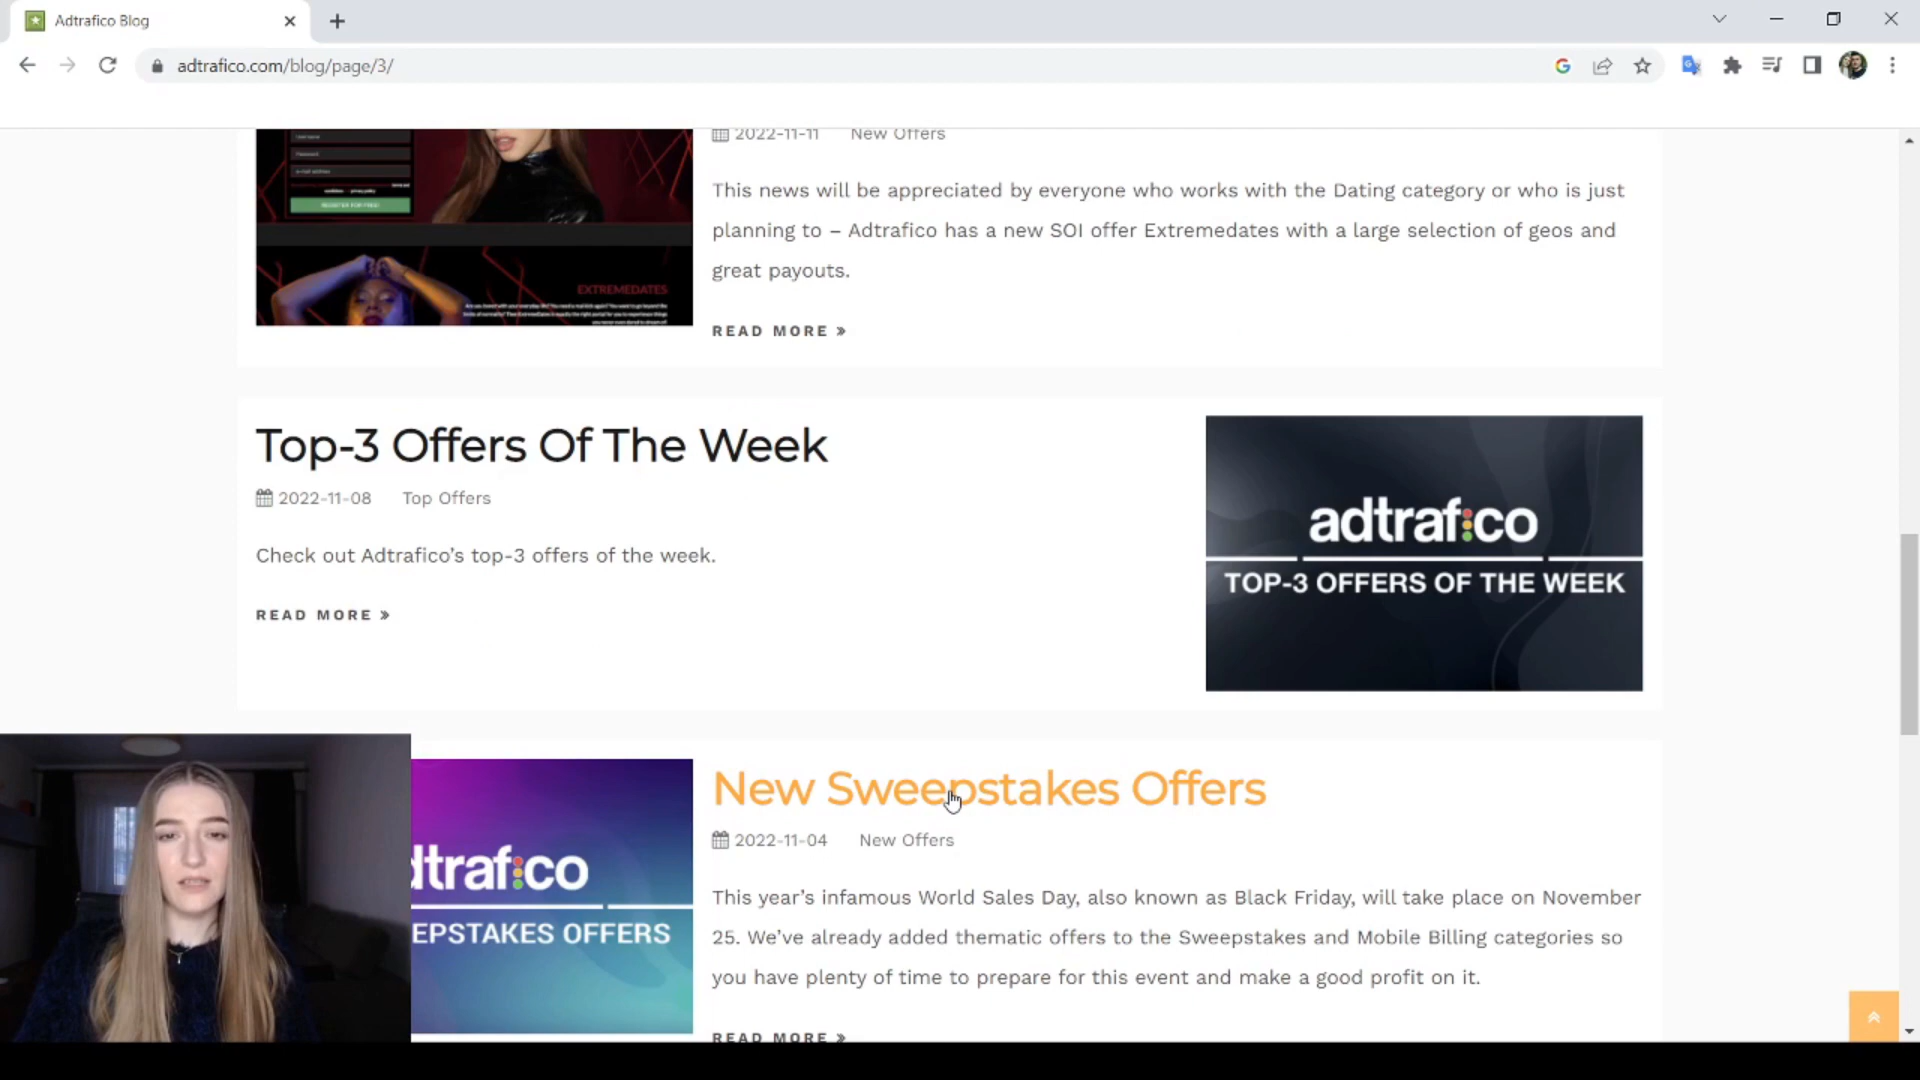 Adtrafico Blog
adtrafico.com/blog/page/3/
2022-11-11 New Offers
This news will be appreciated by everyone who works with the Dating category or who is just
planning to – Adtrafico has a new SOI offer Extremedates with a large selection of geos and
great payouts.
READ MORE »
REGISTER FOR FREE!
EXTREMEDATES
Top-3 Offers Of The Week
2022-11-08 Top Offers
Check out Adtrafico’s top-3 offers of the week.
READ MORE »
adtrafico
TOP-3 OFFERS OF THE WEEK
New Sweepstakes Offers
2022-11-04 New Offers
This year’s infamous World Sales Day, also known as Black Friday, will take place on November
25. We’ve already added thematic offers to the Sweepstakes and Mobile Billing categories so
you have plenty of time to prepare for this event and make a good profit on it.
READ MORE »
dtrafico
EPSTAKES OFFERS